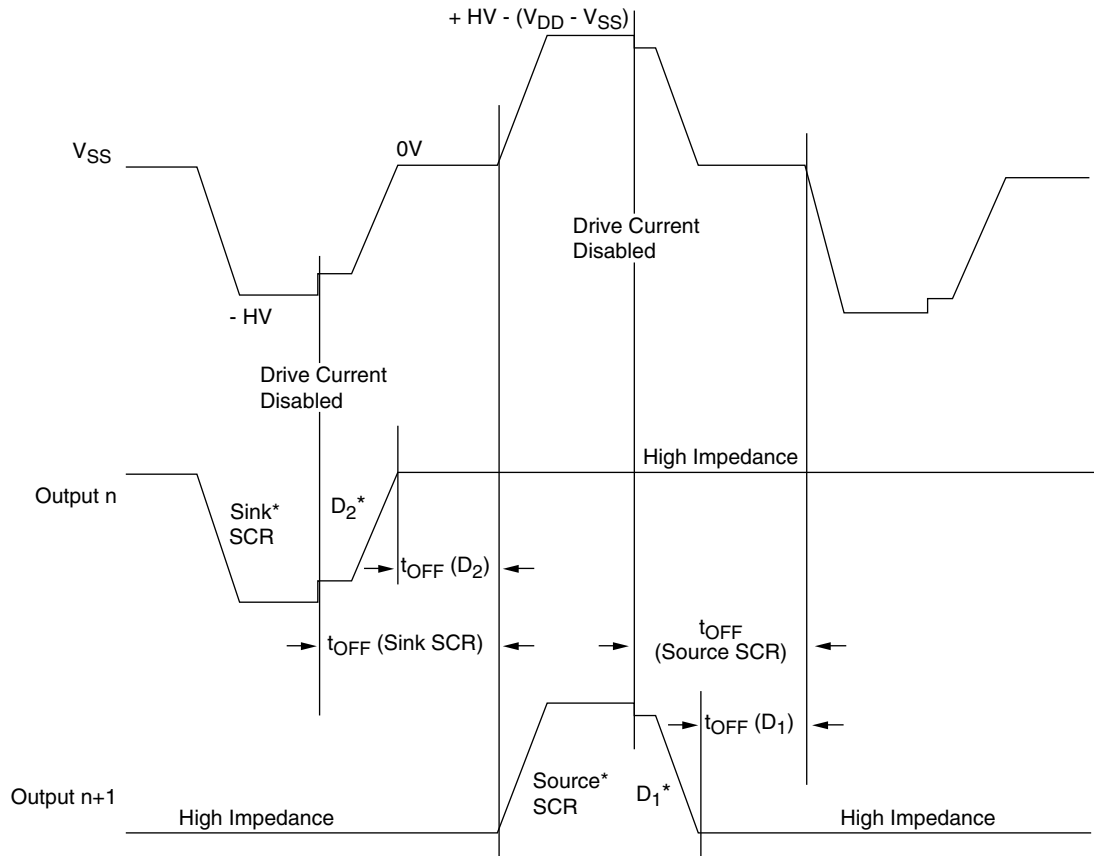 + HV - (VDD - VSS)
VSS
0V
Drive Current
Disabled
- HV
Drive Current
Disabled
High Impedance
Output n
Sink*
SCR
D2*
tOFF (D2)
tOFF (Sink SCR)
tOFF
(Source SCR)
tOFF (D1)
Output n+1
High Impedance
Source*
SCR
D1*
High Impedance